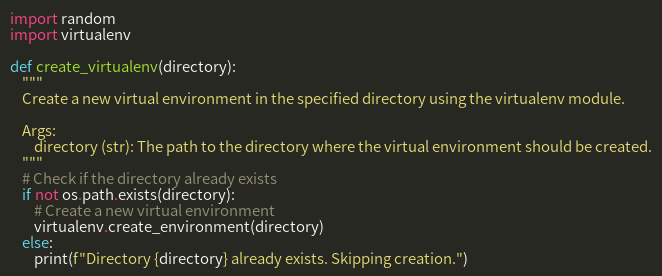 import random
import virtualenv

def create_virtualenv(directory):
    """
    Create a new virtual environment in the specified directory using the virtualenv module.

    Args:
        directory (str): The path to the directory where the virtual environment should be created.
    """
    # Check if the directory already exists
    if not os.path.exists(directory):
        # Create a new virtual environment
        virtualenv.create_environment(directory)
    else:
        print(f"Directory {directory} already exists. Skipping creation.")